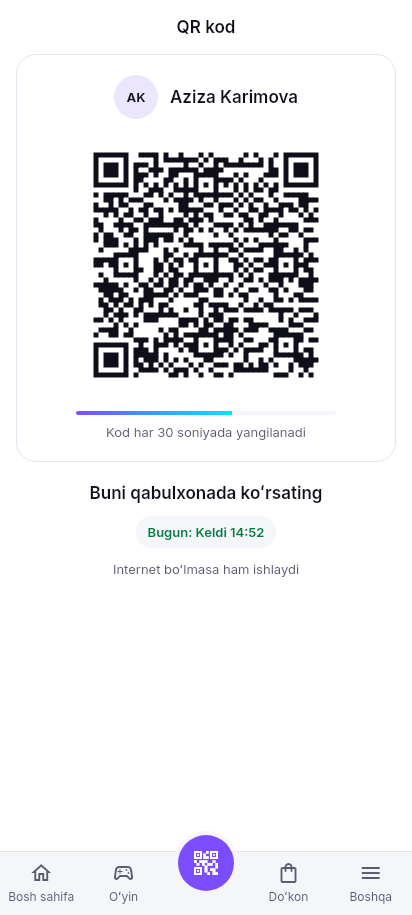 QR kod
AK
Aziza Karimova
Kod har 30 soniyada yangilanadi
Buni qabulxonada koʻrsating
Bugun: Keldi 14:52
Internet boʻlmasa ham ishlaydi
Bosh sahifa
Oʻyin
Doʻkon
Boshqa